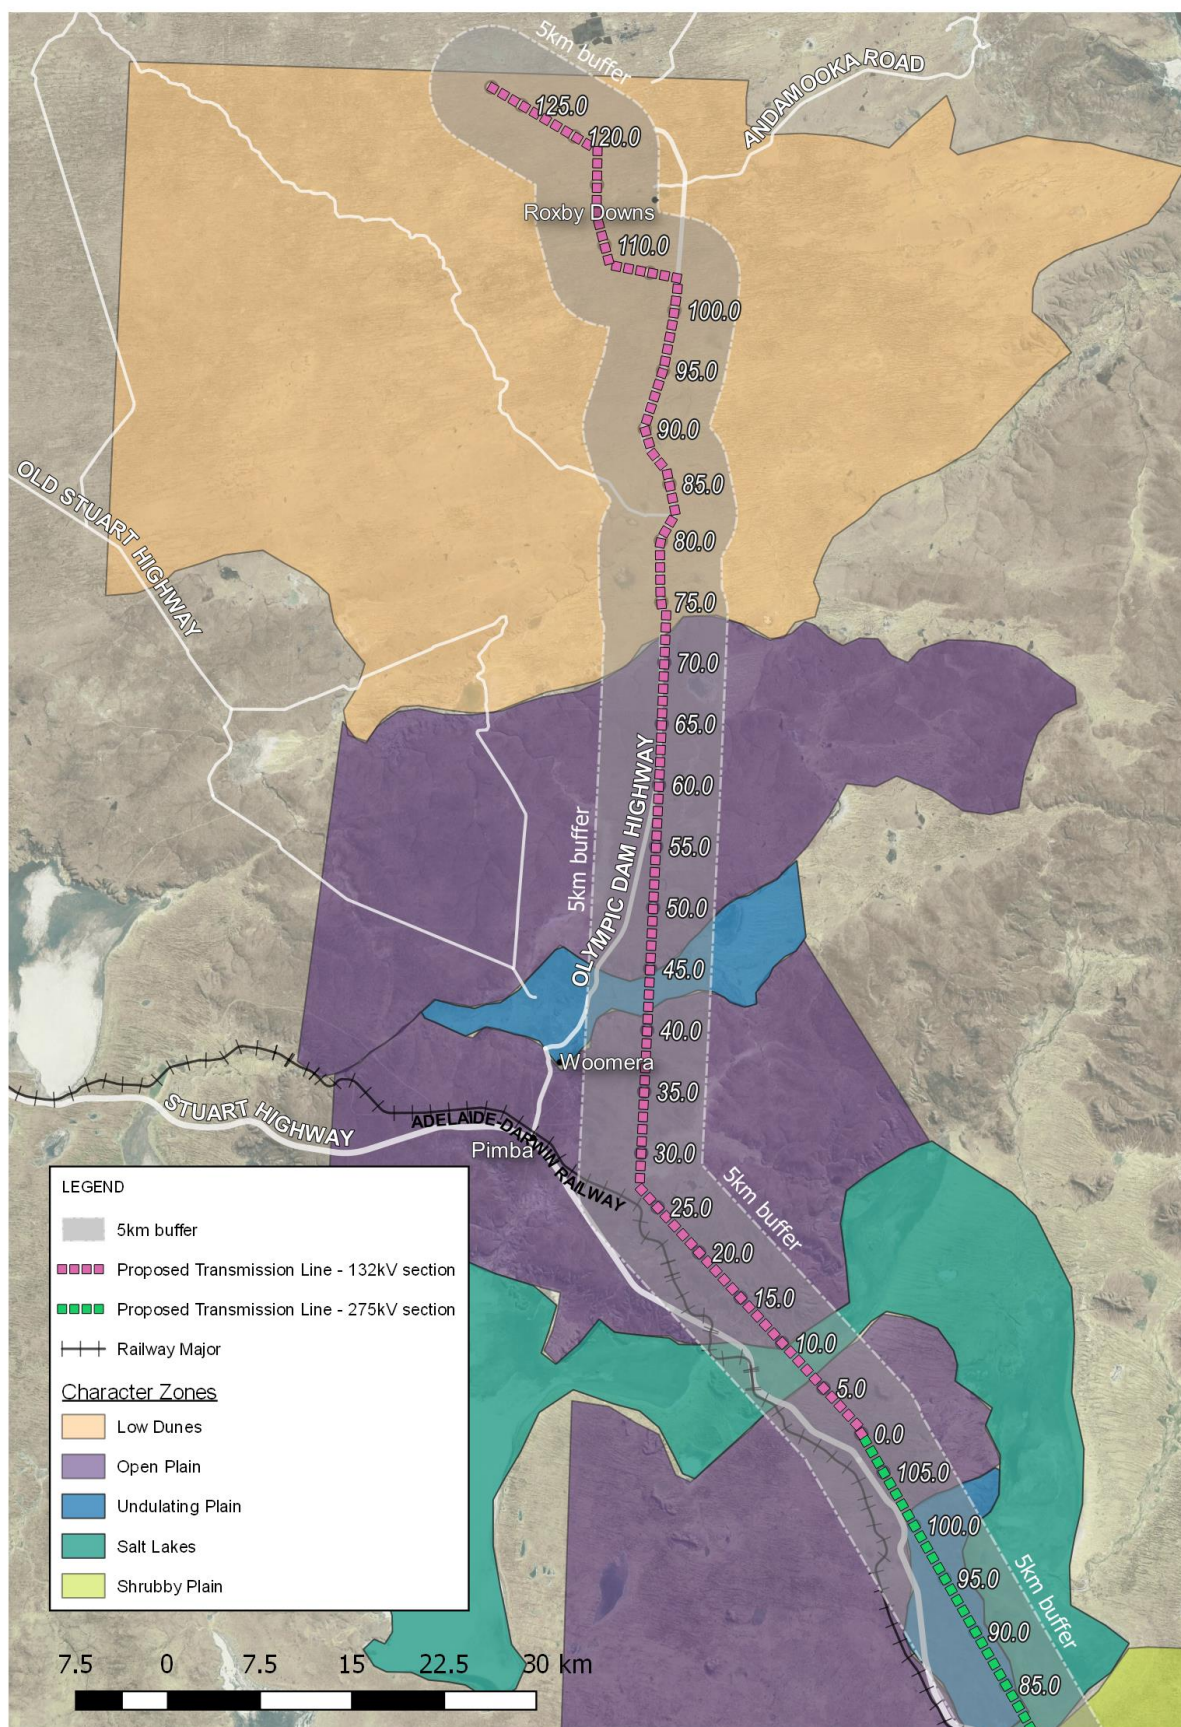 5km buffer
ANDAMOOKA ROAD
125.0
120.0
Roxby Downs
110.0
100.0
95.0
90.0
85.0
OLD STUART HIGHWAY
80.0
75.0
70.0
65.0
OLYMPIC DAM HIGHWAY
60.0
5km buffer
55.0
50.0
45.0
40.0
Woomera
35.0
STUART HIGHWAY
ADELAIDE-DARWIN RAILWAY
Pimba
30.0
5km buffer
25.0
20.0
15.0
10.0
5.0
0.0
105.0
100.0
95.0
5km buffer
90.0
85.0
LEGEND
5km buffer
Proposed Transmission Line - 132kV section
Proposed Transmission Line - 275kV section
Railway Major
Character Zones
Low Dunes
Open Plain
Undulating Plain
Salt Lakes
Shrubby Plain
7.5 0 7.5 15 22.5 30 km